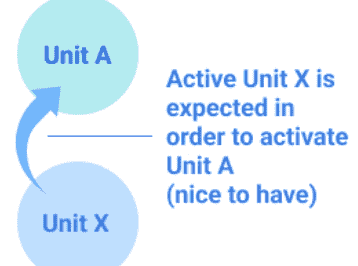 Unit A
Active Unit X is
expected in
order to activate
Unit A
(nice to have)
Unit X